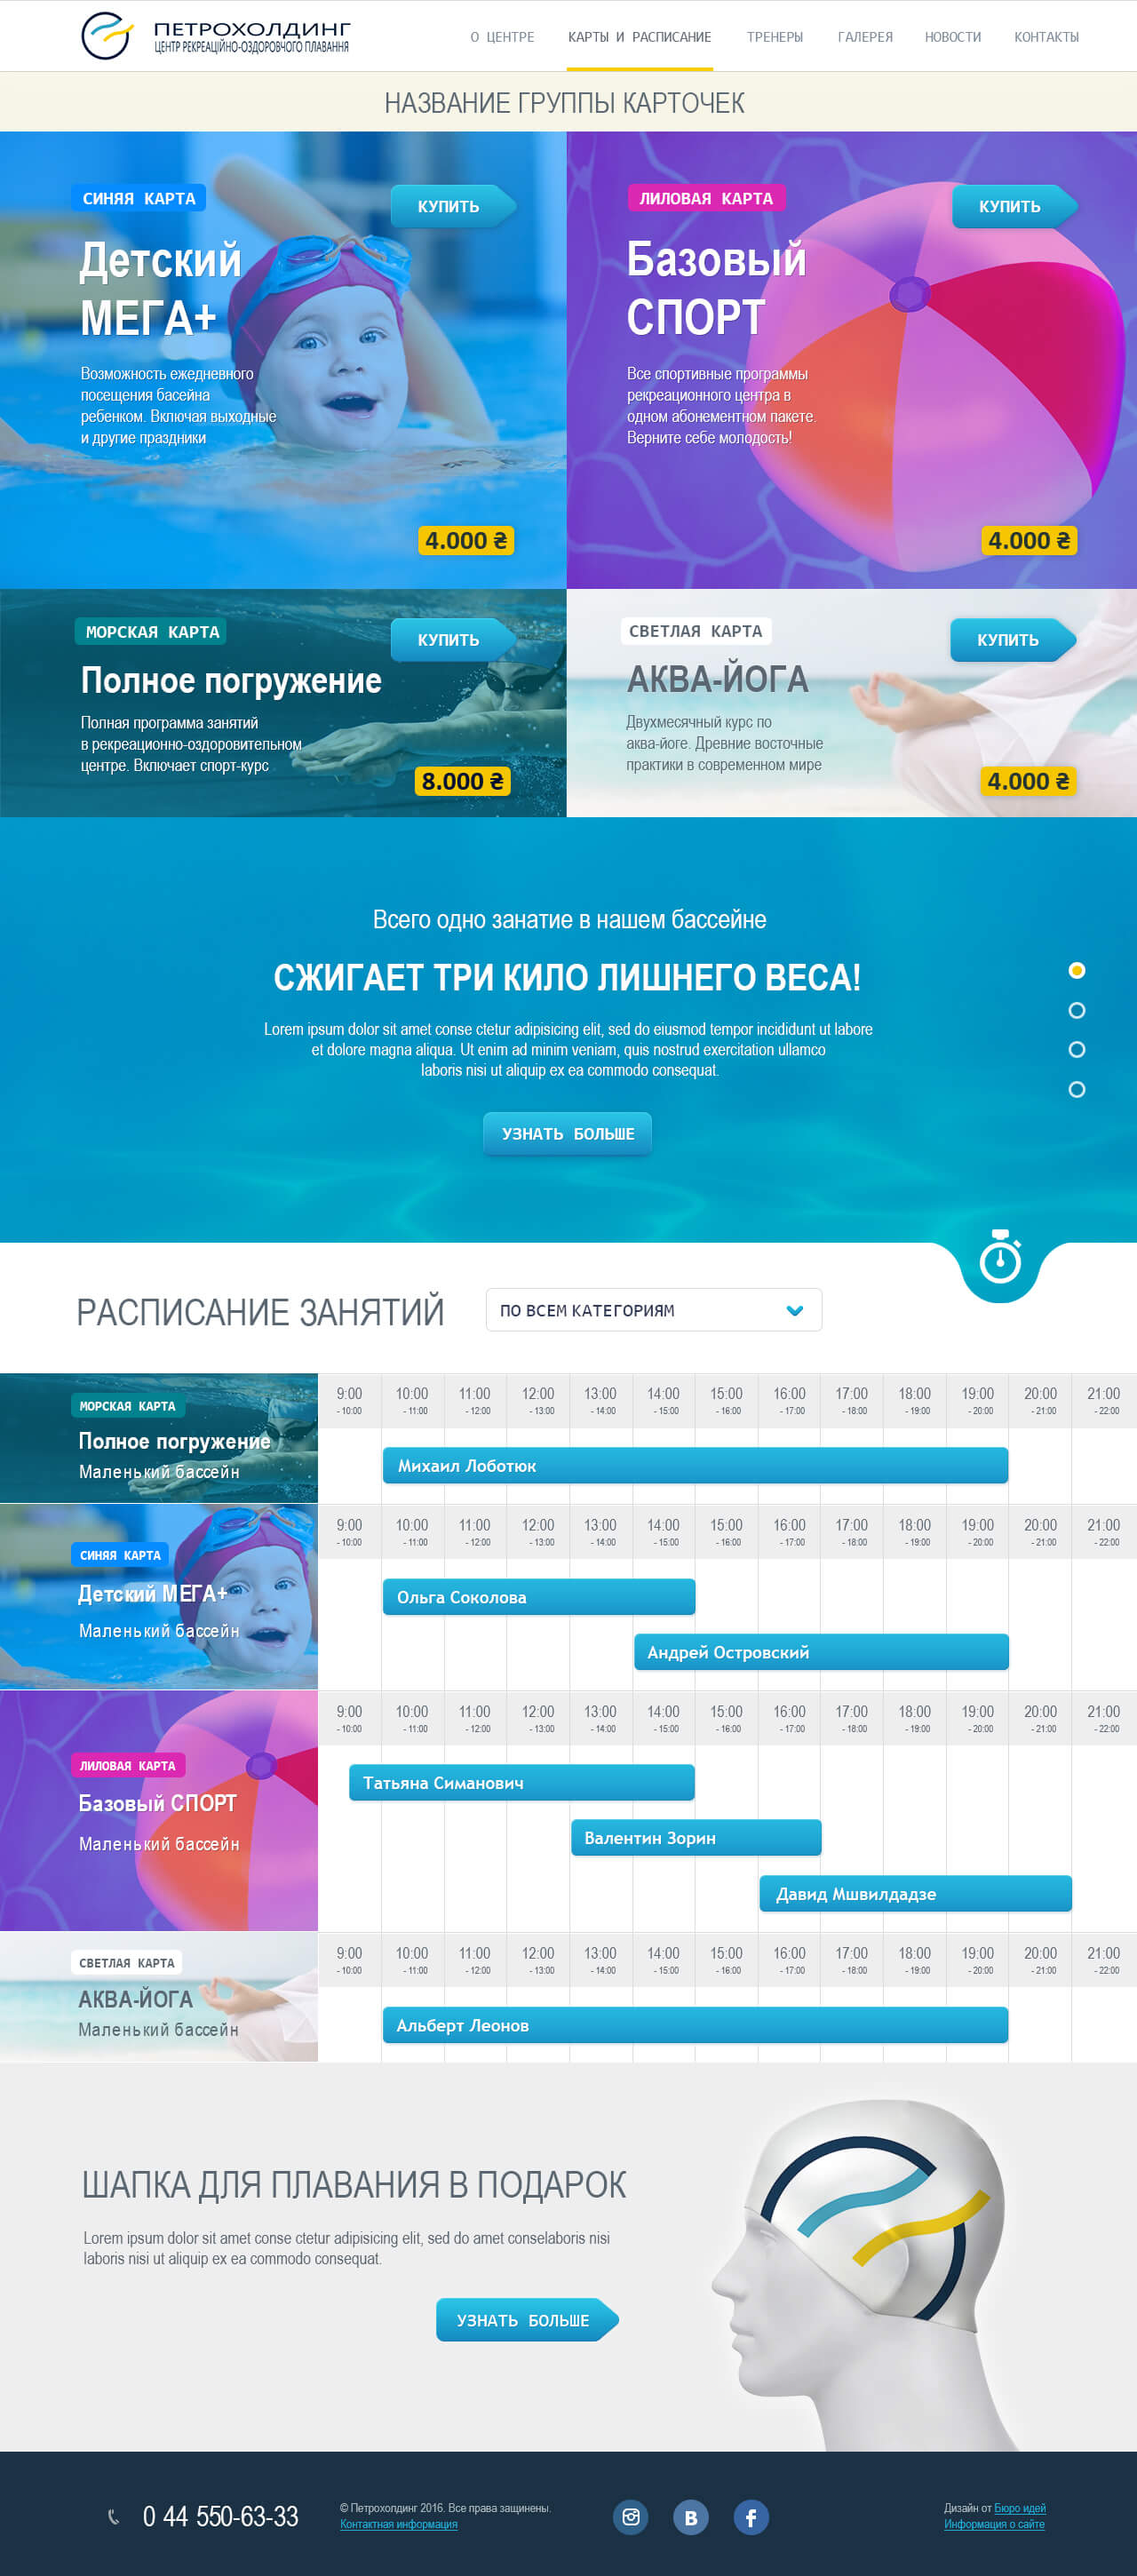 ПЕТРОХОЛДИНГ
ЦЕНТР РЕКРЕАЦІЙНО-ОЗДОРОВЧОГО ПЛАВАННЯ
О ЦЕНТРЕ
КАРТЫ И РАСПИСАНИЕ
ТРЕНЕРЫ
ГАЛЕРЕЯ
НОВОСТИ
КОНТАКТЫ
НАЗВАНИЕ ГРУППЫ КАРТОЧЕК
СИНЯЯ КАРТА
КУПИТЬ
Детский
МЕГА+
Возможность ежедневного
посещения басейна
ребенком. Включая выходные
и другие праздники
4.000 ₴
ЛИЛОВАЯ КАРТА
КУПИТЬ
Базовый
СПОРТ
Все спортивные программы
рекреационного центра в
одном абонементном пакете.
Верните себе молодость!
4.000 ₴
МОРСКАЯ КАРТА
КУПИТЬ
Полное погружение
Полная программа занятий
в рекреационно-оздоровительном
центре. Включает спорт-курс
8.000 ₴
СВЕТЛАЯ КАРТА
КУПИТЬ
АКВА-ЙОГА
Двухмесячный курс по
аква-йоге. Древние восточные
практики в современном мире
4.000 ₴
Всего одно занатие в нашем бассейне
СЖИГАЕТ ТРИ КИЛО ЛИШНЕГО ВЕСА!
Lorem ipsum dolor sit amet conse ctetur adipisicing elit, sed do eiusmod tempor incididunt ut labore
et dolore magna aliqua. Ut enim ad minim veniam, quis nostrud exercitation ullamco
laboris nisi ut aliquip ex ea commodo consequat.
УЗНАТЬ БОЛЬШЕ
РАСПИСАНИЕ ЗАНЯТИЙ
ПО ВСЕМ КАТЕГОРИЯМ
МОРСКАЯ КАРТА
Полное погружение
Маленький бассейн
9:00 10:00 11:00 12:00 13:00 14:00 15:00 16:00 17:00 18:00 19:00 20:00 21:00
- 10:00 - 11:00 - 12:00 - 13:00 - 14:00 - 15:00 - 16:00 - 17:00 - 18:00 - 19:00 - 20:00 - 21:00 - 22:00
Михаил Лоботюк
СИНЯЯ КАРТА
Детский МЕГА+
Маленький бассейн
9:00 10:00 11:00 12:00 13:00 14:00 15:00 16:00 17:00 18:00 19:00 20:00 21:00
- 10:00 - 11:00 - 12:00 - 13:00 - 14:00 - 15:00 - 16:00 - 17:00 - 18:00 - 19:00 - 20:00 - 21:00 - 22:00
Ольга Соколова
Андрей Островский
ЛИЛОВАЯ КАРТА
Базовый СПОРТ
Маленький бассейн
9:00 10:00 11:00 12:00 13:00 14:00 15:00 16:00 17:00 18:00 19:00 20:00 21:00
- 10:00 - 11:00 - 12:00 - 13:00 - 14:00 - 15:00 - 16:00 - 17:00 - 18:00 - 19:00 - 20:00 - 21:00 - 22:00
Татьяна Симанович
Валентин Зорин
Давид Мшвилдадзе
СВЕТЛАЯ КАРТА
АКВА-ЙОГА
Маленький бассейн
9:00 10:00 11:00 12:00 13:00 14:00 15:00 16:00 17:00 18:00 19:00 20:00 21:00
- 10:00 - 11:00 - 12:00 - 13:00 - 14:00 - 15:00 - 16:00 - 17:00 - 18:00 - 19:00 - 20:00 - 21:00 - 22:00
Альберт Леонов
ШАПКА ДЛЯ ПЛАВАНИЯ В ПОДАРОК
Lorem ipsum dolor sit amet conse ctetur adipisicing elit, sed do amet conselaboris nisi
laboris nisi ut aliquip ex ea commodo consequat.
УЗНАТЬ БОЛЬШЕ
0 44 550-63-33
© Петрохолдинг 2016. Все права защинены.
Контактная информация
В
f
Дизайн от Бюро идей
Информация о сайте